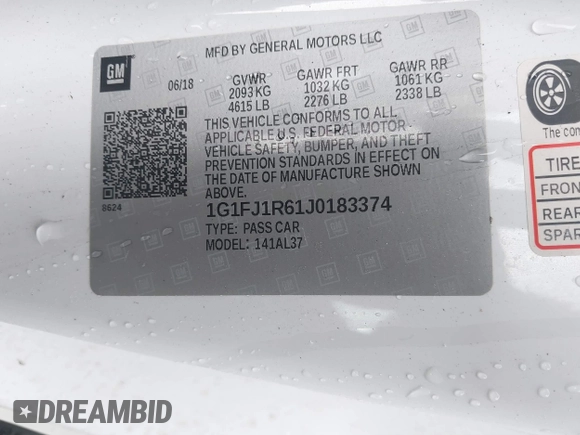 MFD BY GENERAL MOTORS LLC
GM
06/18
GVWR GAWR FRT GAWR RR
2093 KG 1032 KG 1061 KG
4615 LB 2276 LB 2338 LB
THIS VEHICLE CONFORMS TO ALL
APPLICABLE U.S. FEDERAL MOTOR
VEHICLE SAFETY, BUMPER, AND THEFT
PREVENTION STANDARDS IN EFFECT ON
THE DATE OF MANUFACTURE SHOWN
ABOVE.
8624
1G1FJ1R61J0183374
TYPE: PASS CAR
MODEL: 141AL37
The com
TIRE
FRON
REAR
DREAMBID